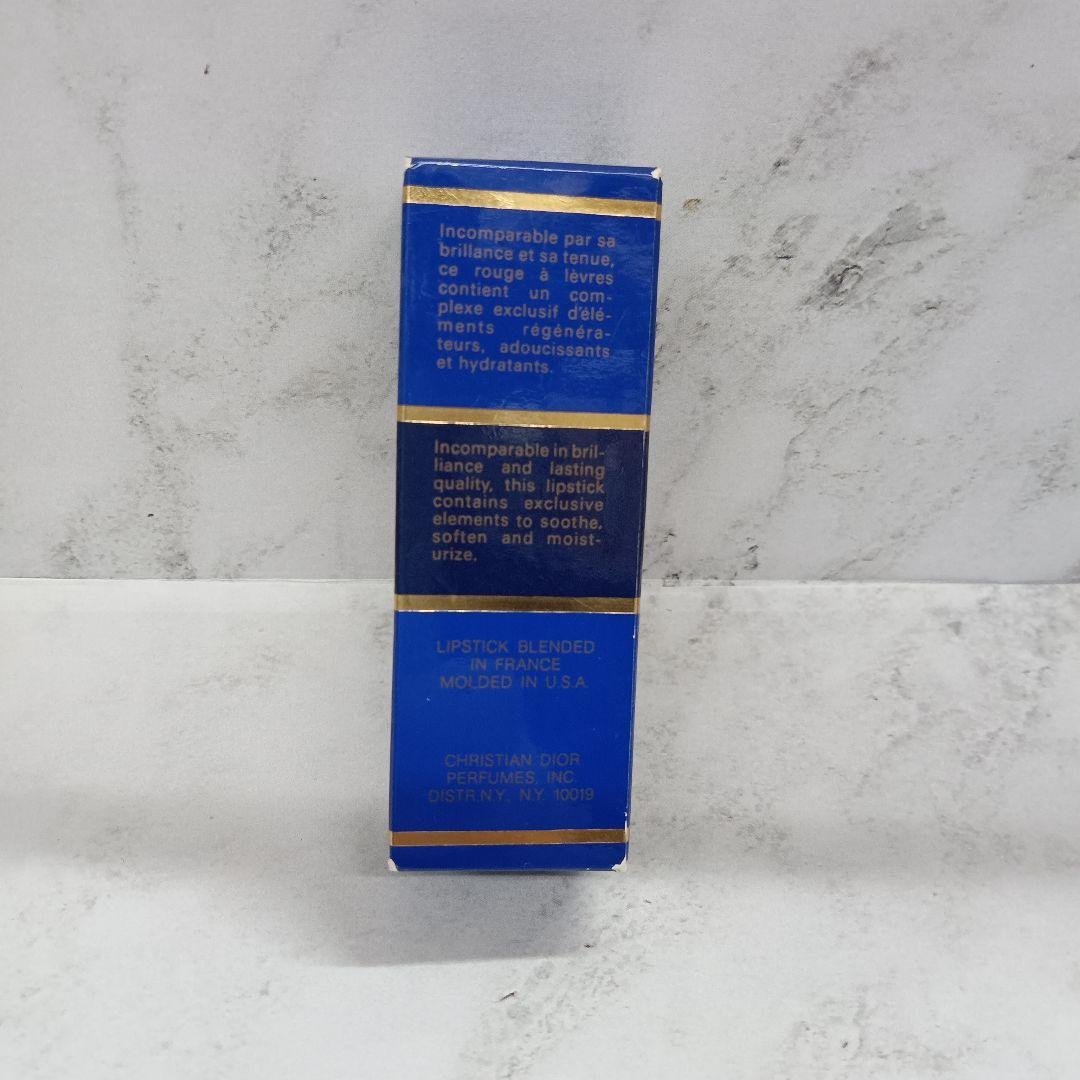 Incomparable par sa
brillance et sa tenue,
ce rouge à lèvres
contient un com-
plexe exclusif d'élé-
ments régénéra-
teurs, adoucissants
et hydratants.
Incomparable in bril-
liance and lasting
quality, this lipstick
contains exclusive
elements to soothe,
soften and moist-
urize.
LIPSTICK BLENDED
IN FRANCE
MOLDED IN U.S.A.
CHRISTIAN DIOR
PERFUMES, INC.
DISTR.N.Y., N.Y. 10019